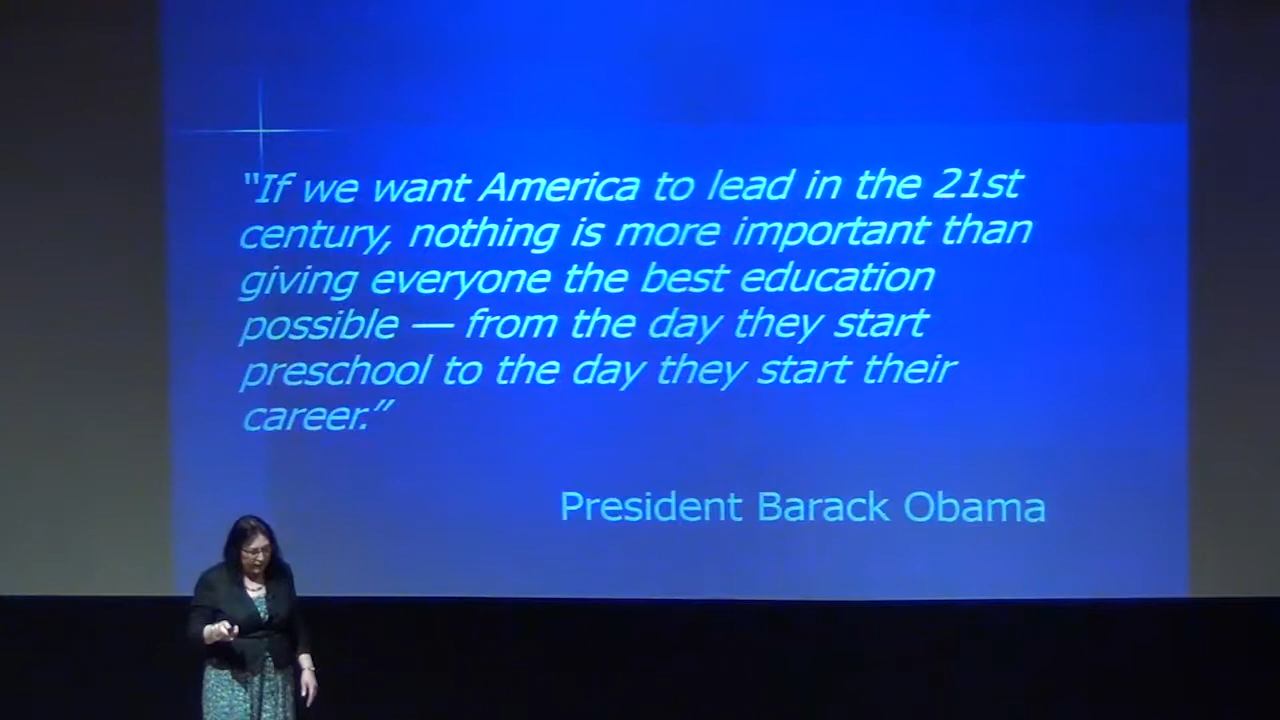 “If we want America to lead in the 21st
century, nothing is more important than
giving everyone the best education
possible — from the day they start
preschool to the day they start their
career.”
President Barack Obama